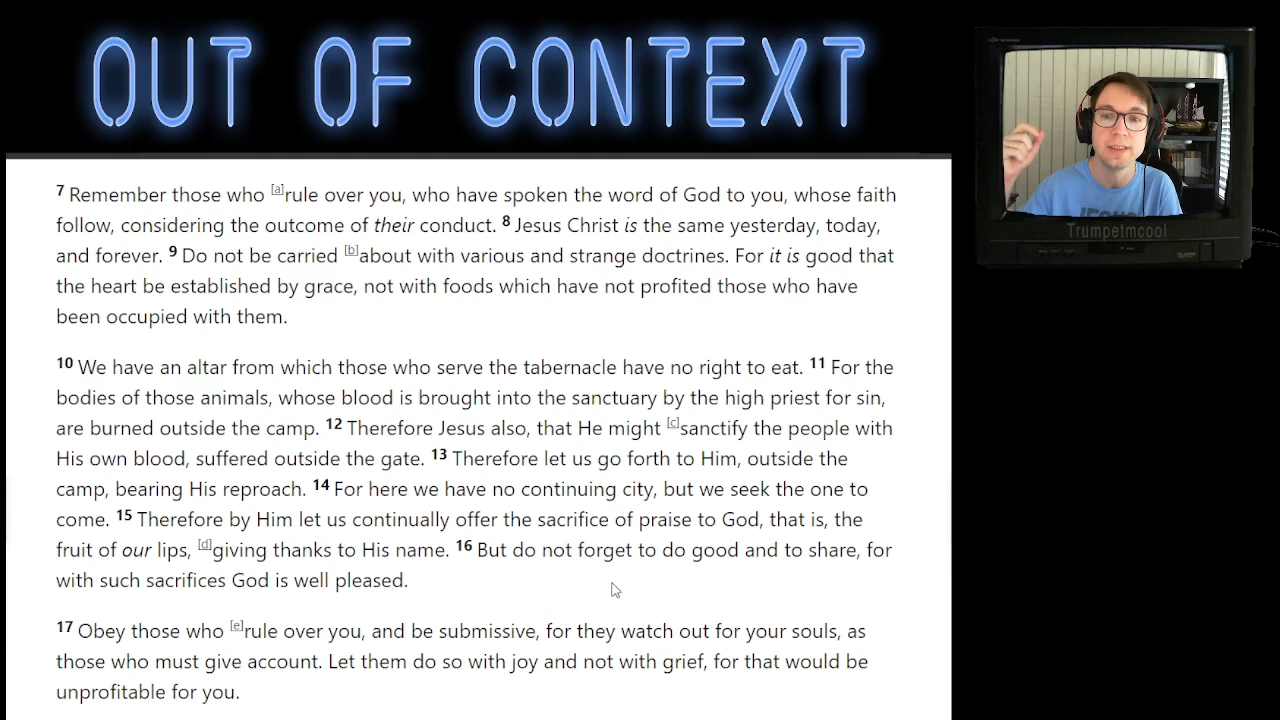 OUT OF CONTEXT
7 Remember those who [a]rule over you, who have spoken the word of God to you, whose faith
follow, considering the outcome of their conduct. 8 Jesus Christ is the same yesterday, today,
and forever. 9 Do not be carried [b]about with various and strange doctrines. For it is good that
the heart be established by grace, not with foods which have not profited those who have
been occupied with them.
10 We have an altar from which those who serve the tabernacle have no right to eat. 11 For the
bodies of those animals, whose blood is brought into the sanctuary by the high priest for sin,
are burned outside the camp. 12 Therefore Jesus also, that He might [c]sanctify the people with
His own blood, suffered outside the gate. 13 Therefore let us go forth to Him, outside the
camp, bearing His reproach. 14 For here we have no continuing city, but we seek the one to
come. 15 Therefore by Him let us continually offer the sacrifice of praise to God, that is, the
fruit of our lips, [d]giving thanks to His name. 16 But do not forget to do good and to share, for
with such sacrifices God is well pleased.
17 Obey those who [e]rule over you, and be submissive, for they watch out for your souls, as
those who must give account. Let them do so with joy and not with grief, for that would be
unprofitable for you.
Trumpetmcool